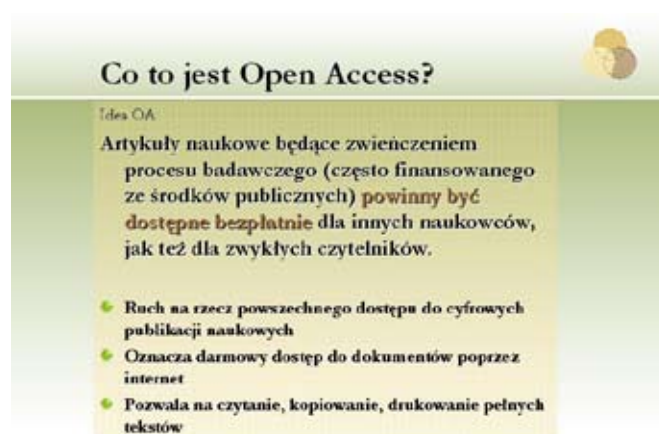 Co to jest Open Access?
Idea OA
Artykuły naukowe będące zwieńczeniem
procesu badawczego (często finansowanego
ze środków publicznych) powinny być
dostępne bezpłatnie dla innych naukowców,
jak też dla zwykłych czytelników.
Ruch na rzecz powszechnego dostępu do cyfrowych
publikacji naukowych
Oznacza darmowy dostęp do dokumentów poprzez
internet
Pozwala na czytanie, kopiowanie, drukowanie pełnych
tekstów